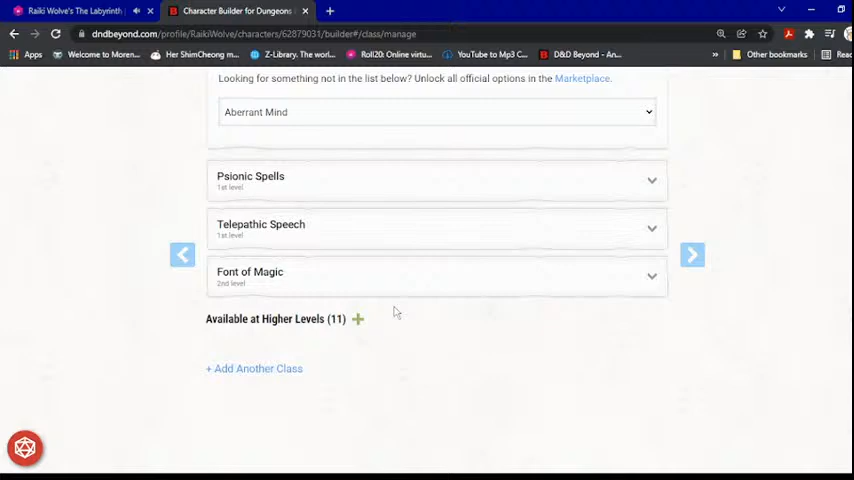 Raiki Wolve's The Labyrinth
Character Builder for Dungeons
dndbeyond.com/profile/RaikiWolve/characters/62879031/builder#/class/manage
Apps
Welcome to Moren...
Her ShimCheong m...
Z-Library. The worl...
Roll20: Online virtu...
YouTube to Mp3 C...
D&D Beyond - An...
Other bookmarks
Looking for something not in the list below? Unlock all official options in the Marketplace.
Aberrant Mind
Psionic Spells
1st level
Telepathic Speech
1st level
Font of Magic
2nd level
Available at Higher Levels (11)
+ Add Another Class